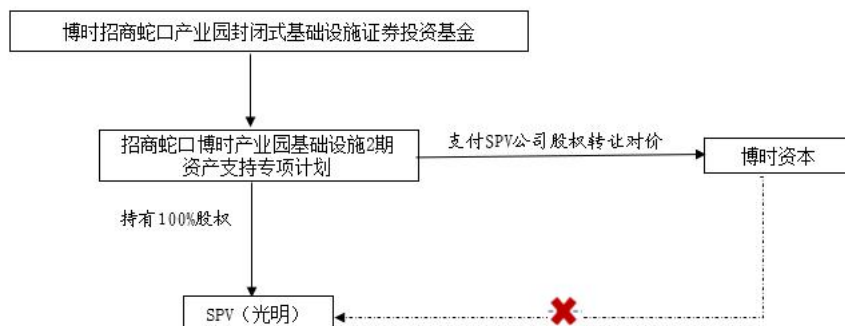 博时招商蛇口产业园封闭式基础设施证券投资基金
招商蛇口博时产业园基础设施2期
资产支持专项计划
支付SPV公司股权转让对价
博时资本
持有100%股权
SPV（光明）